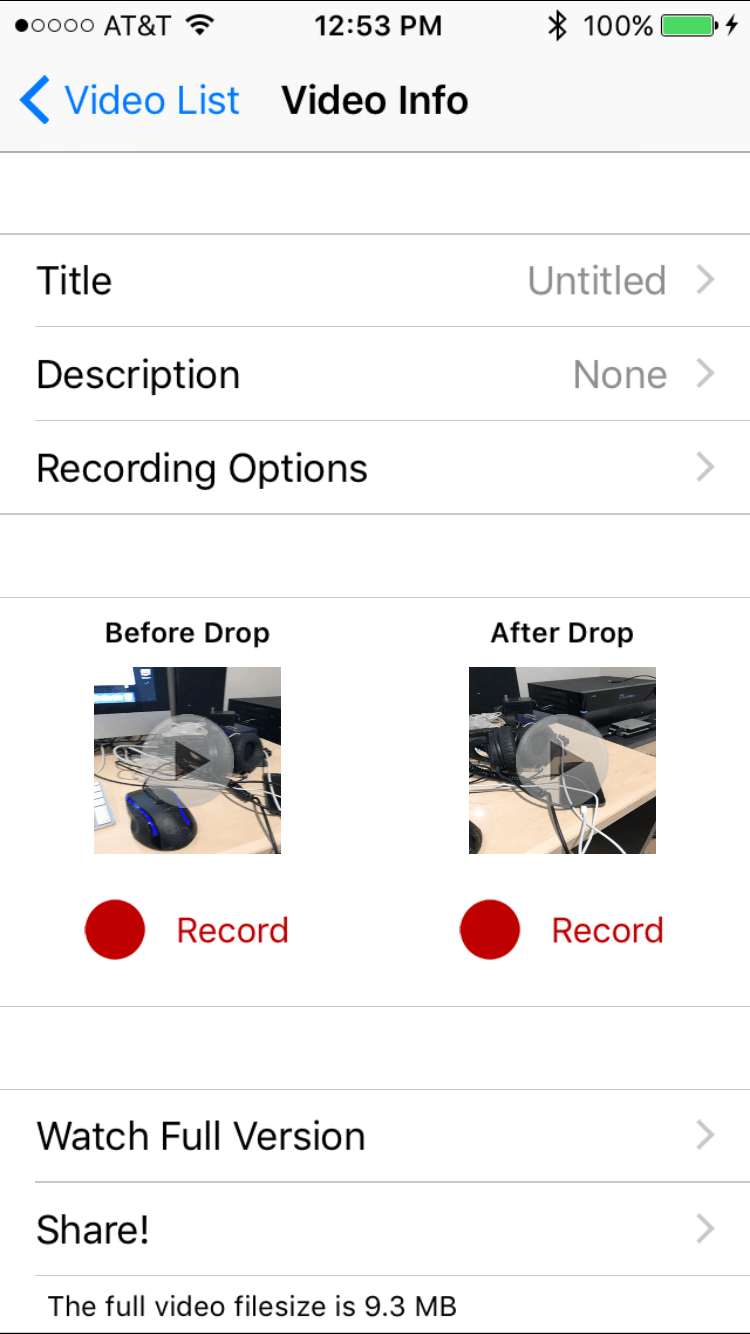 AT&T 12:53 PM 100%
Video List Video Info
Title Untitled
Description None
Recording Options
Before Drop After Drop
Record Record
Watch Full Version
Share!
The full video filesize is 9.3 MB